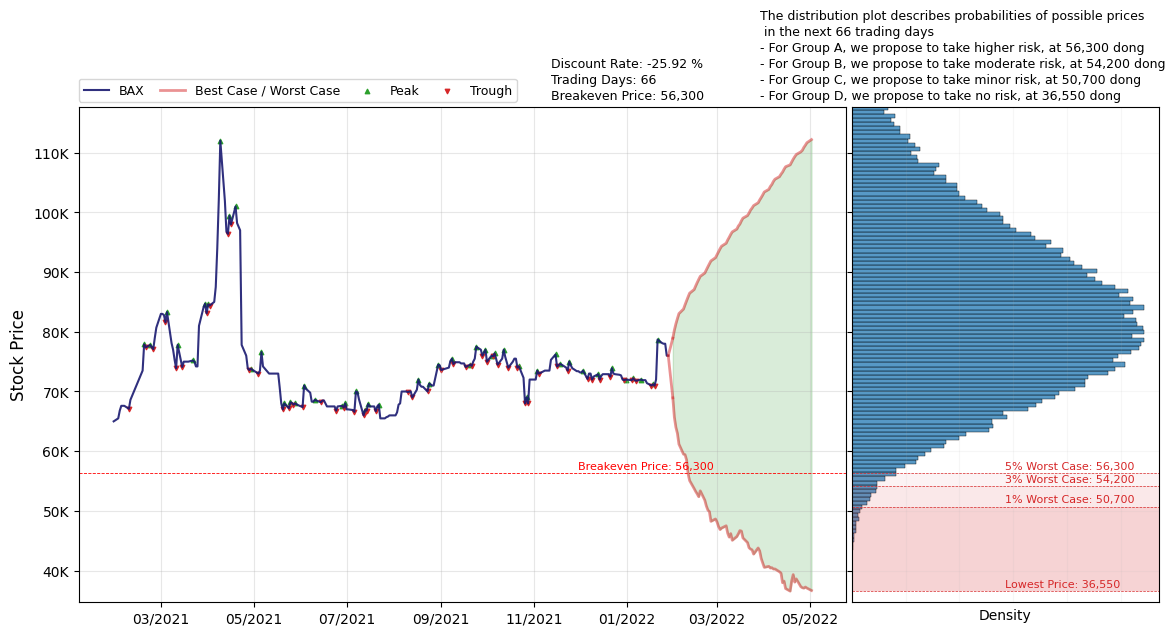 The distribution plot describes probabilities of possible prices
in the next 66 trading days
- For Group A, we propose to take higher risk, at 56,300 dong
- For Group B, we propose to take moderate risk, at 54,200 dong
- For Group C, we propose to take minor risk, at 50,700 dong
- For Group D, we propose to take no risk, at 36,550 dong
Discount Rate: -25.92 %
Trading Days: 66
Breakeven Price: 56,300
BAX
Best Case / Worst Case
Peak
Trough
Stock Price
110K
100K
90K
80K
70K
60K
50K
40K
Breakeven Price: 56,300
5% Worst Case: 56,300
3% Worst Case: 54,200
1% Worst Case: 50,700
Lowest Price: 36,550
03/2021
05/2021
07/2021
09/2021
11/2021
01/2022
03/2022
05/2022
Density